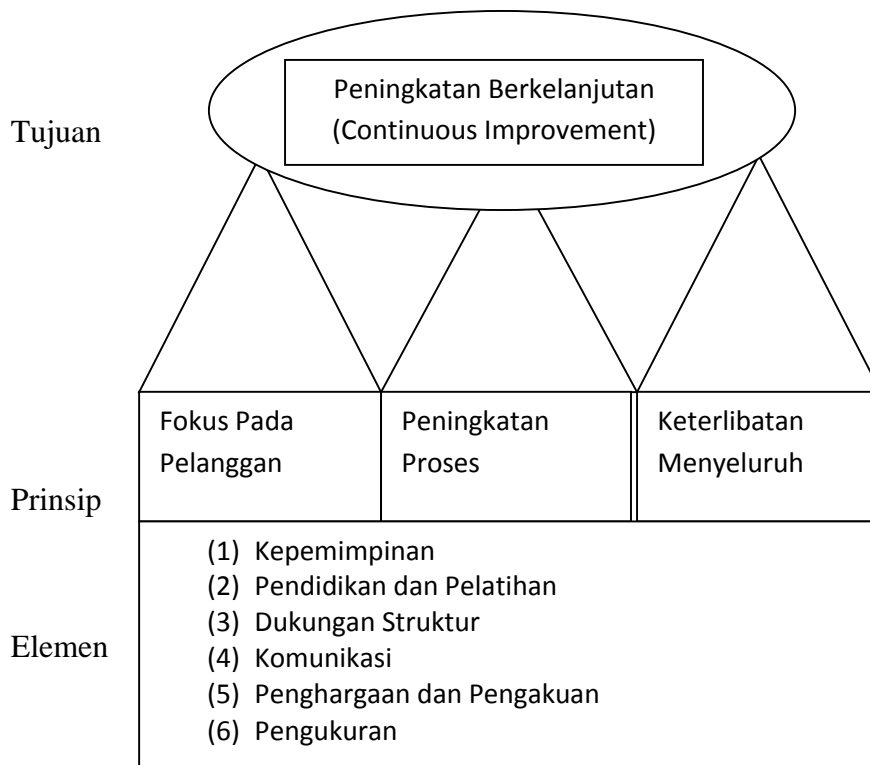 Tujuan
Peningkatan Berkelanjutan
(Continuous Improvement)
Prinsip
Fokus Pada
Pelanggan
Peningkatan
Proses
Keterlibatan
Menyeluruh
Elemen
(1) Kepemimpinan
(2) Pendidikan dan Pelatihan
(3) Dukungan Struktur
(4) Komunikasi
(5) Penghargaan dan Pengakuan
(6) Pengukuran